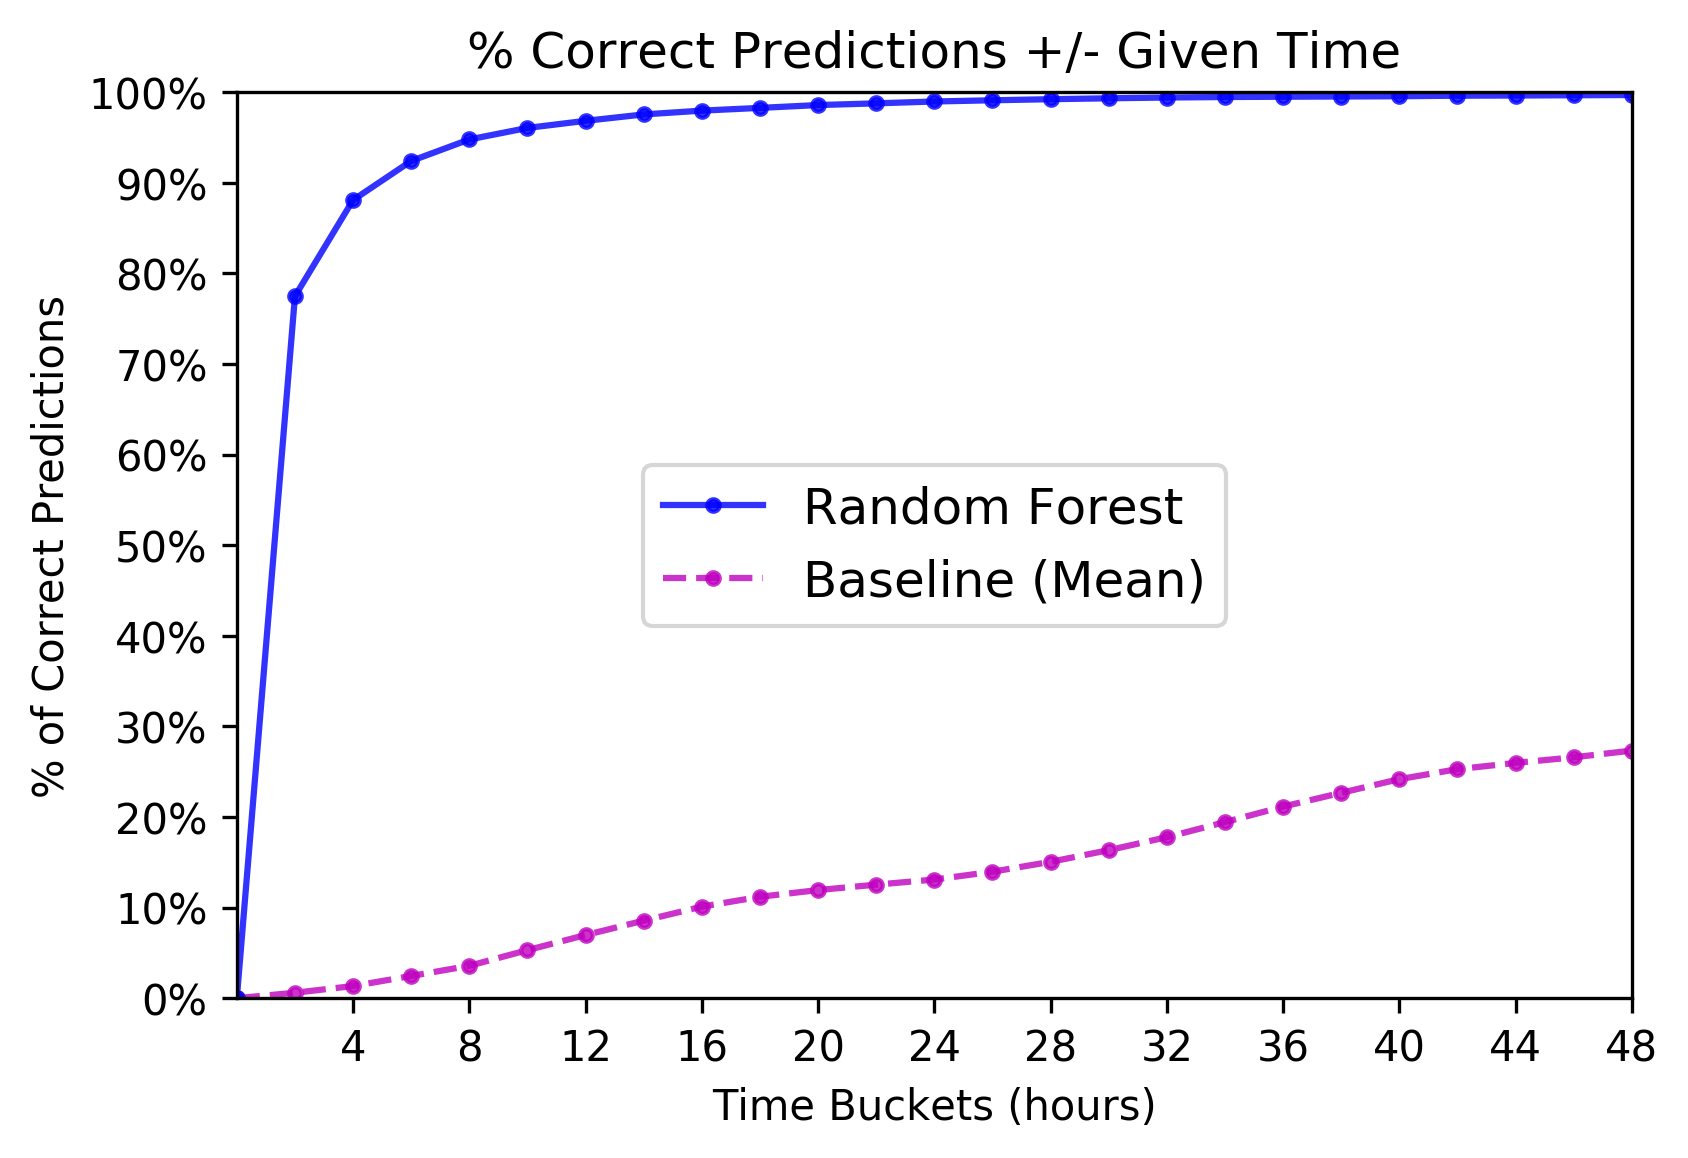 % Correct Predictions +/- Given Time
100%
90%
80%
70%
60%
50%
40%
30%
20%
10%
0%
% of Correct Predictions
Random Forest
Baseline (Mean)
4 8 12 16 20 24 28 32 36 40 44 48
Time Buckets (hours)